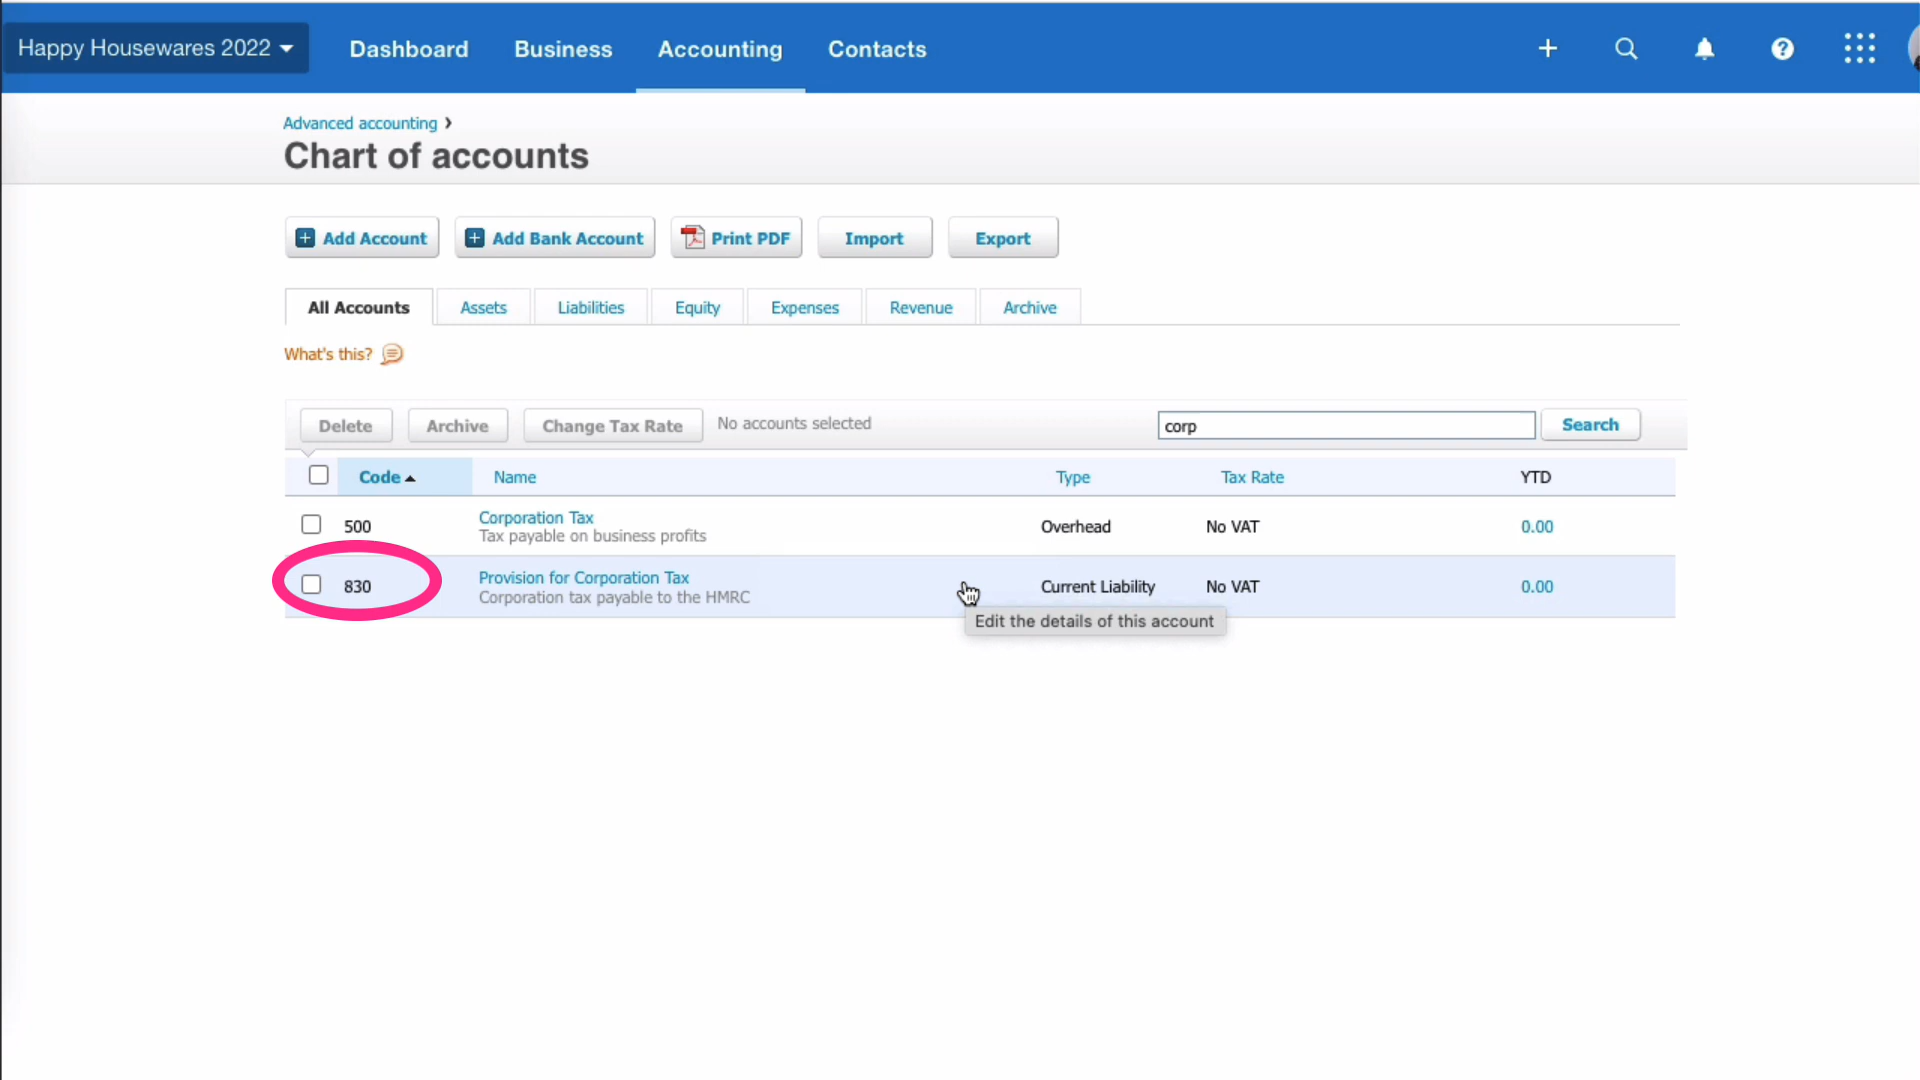 Happy Housewares 2022 Dashboard Business Accounting Contacts
Advanced accounting
Chart of accounts
Add Account Add Bank Account Print PDF Import Export
All Accounts Assets Liabilities Equity Expenses Revenue Archive
What's this?
Delete Archive Change Tax Rate No accounts selected corp Search
Code Name Type Tax Rate YTD
500 Corporation Tax Overhead No VAT 0.00
Tax payable on business profits
830 Provision for Corporation Tax Current Liability No VAT 0.00
Corporation tax payable to the HMRC
Edit the details of this account